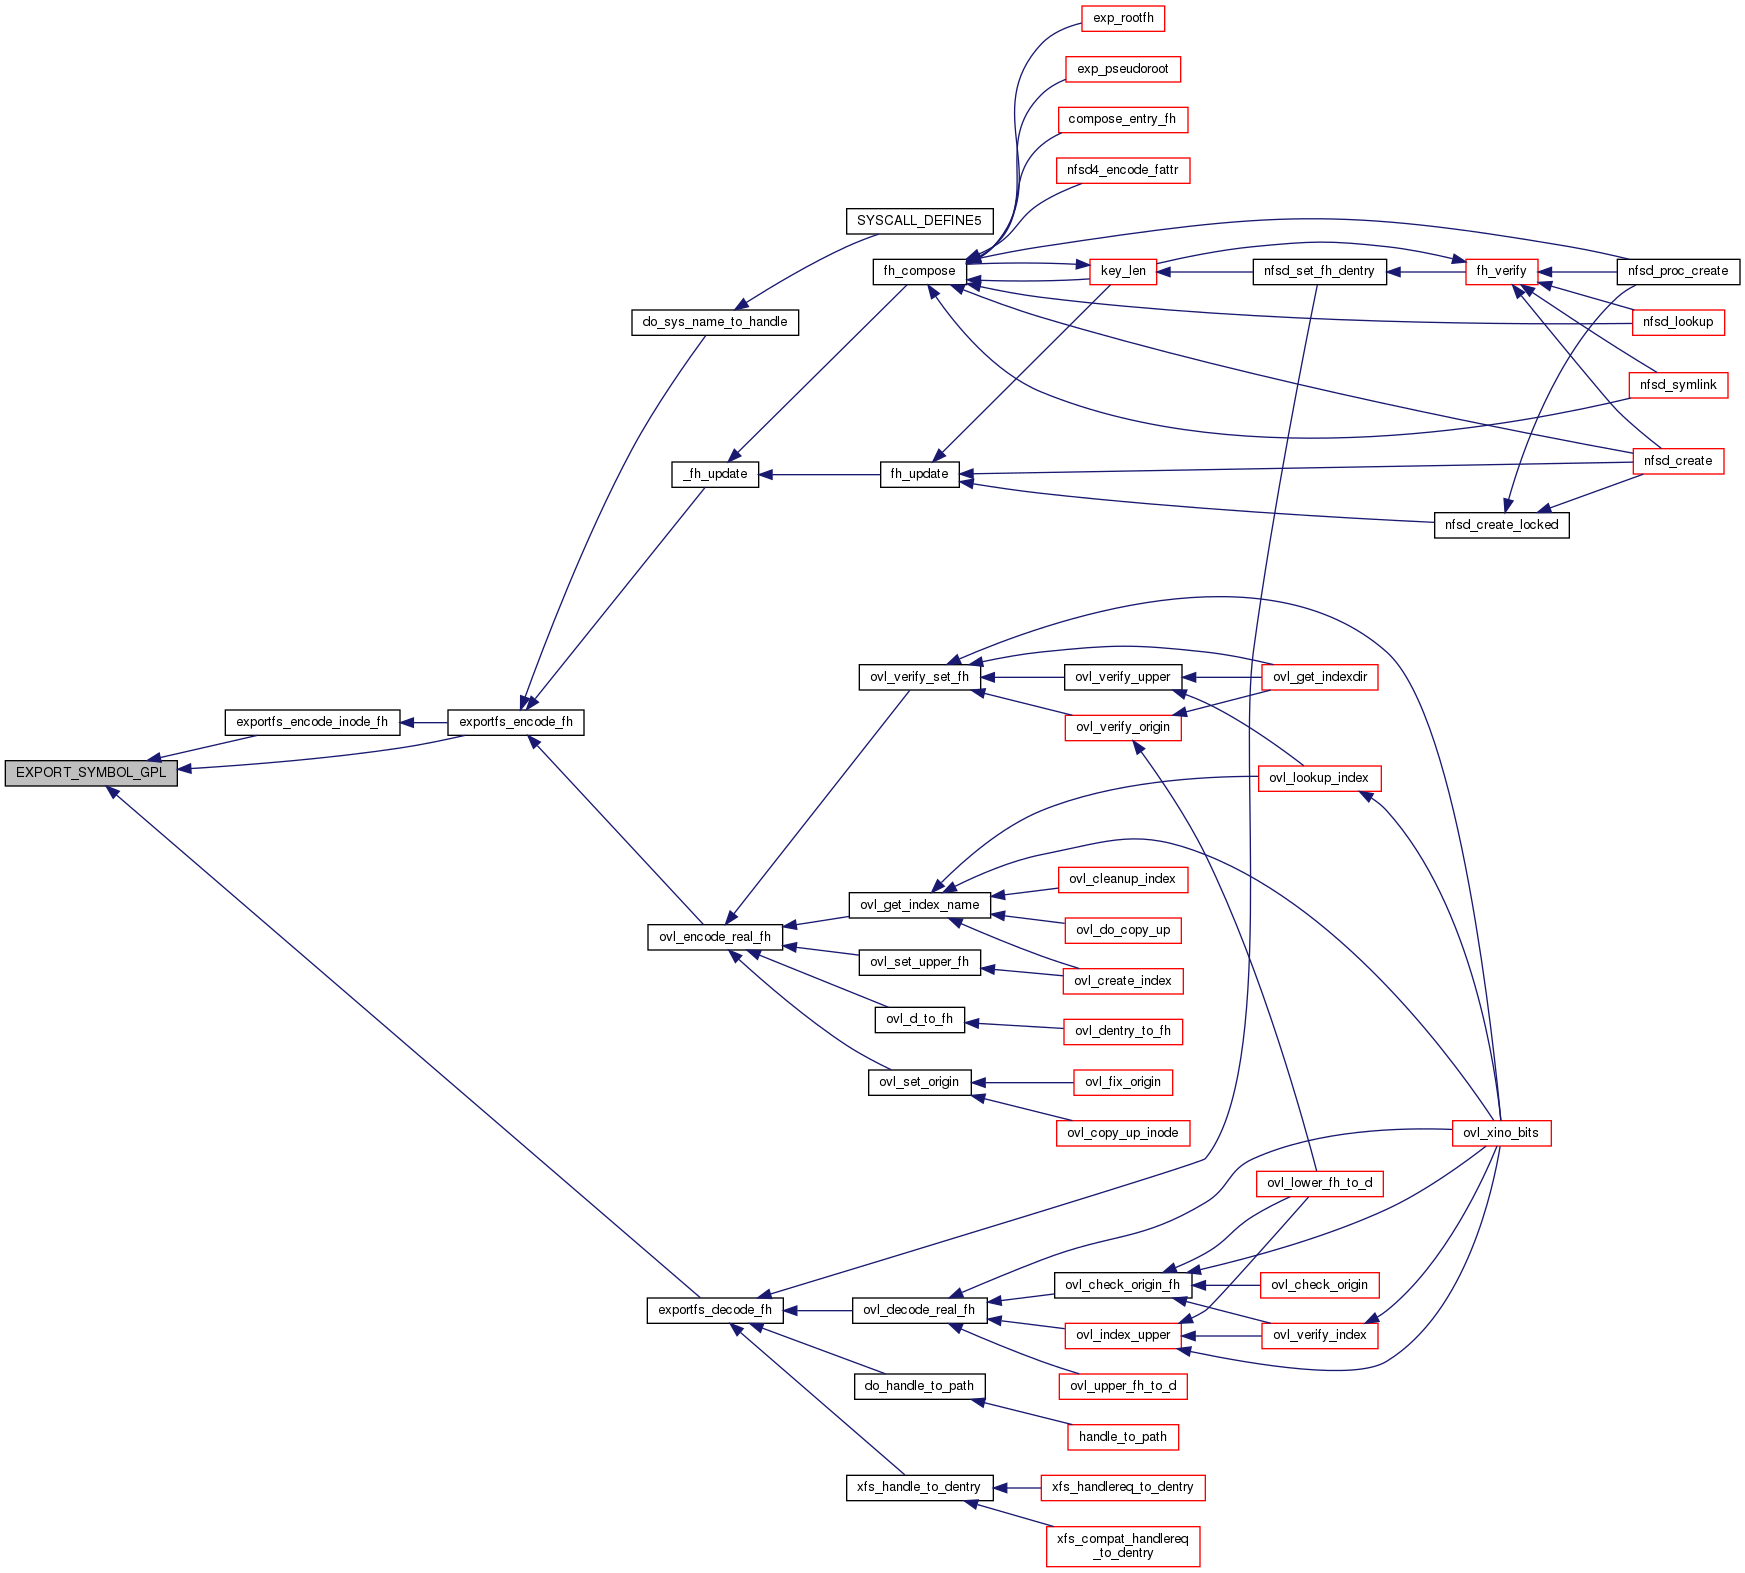 exp_rootfh
exp_pseudoroot
compose_entry_fh
nfsd4_encode_fattr
SYSCALL_DEFINE5
fh_compose
key_len
nfsd_set_fh_dentry
fh_verify
nfsd_proc_create
do_sys_name_to_handle
nfsd_lookup
nfsd_symlink
_fh_update
fh_update
nfsd_create
nfsd_create_locked
ovl_verify_set_fh
ovl_verify_upper
ovl_get_indexdir
exportfs_encode_inode_fh
exportfs_encode_fh
ovl_verify_origin
EXPORT_SYMBOL_GPL
ovl_lookup_index
ovl_cleanup_index
ovl_get_index_name
ovl_do_copy_up
ovl_encode_real_fh
ovl_set_upper_fh
ovl_create_index
ovl_d_to_fh
ovl_dentry_to_fh
ovl_set_origin
ovl_fix_origin
ovl_copy_up_inode
ovl_xino_bits
ovl_lower_fh_to_d
ovl_check_origin_fh
ovl_check_origin
exportfs_decode_fh
ovl_decode_real_fh
ovl_index_upper
ovl_verify_index
do_handle_to_path
ovl_upper_fh_to_d
handle_to_path
xfs_handle_to_dentry
xfs_handlereq_to_dentry
xfs_compat_handlereq
_to_dentry